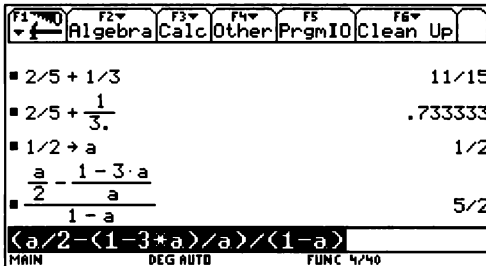 F1 F2 Algebra F3 Calc F4 Other F5 PrgmIO F6 Clean Up
2/5 + 1/3 11/15
2/5 + 1/3. .733333
1/2 → a 1/2
(a/2 - (1 - 3·a)/a)/(1 - a) 5/2
(a/2-(1-3*a)/a)/(1-a)
MAIN DEG AUTO FUNC 4/40